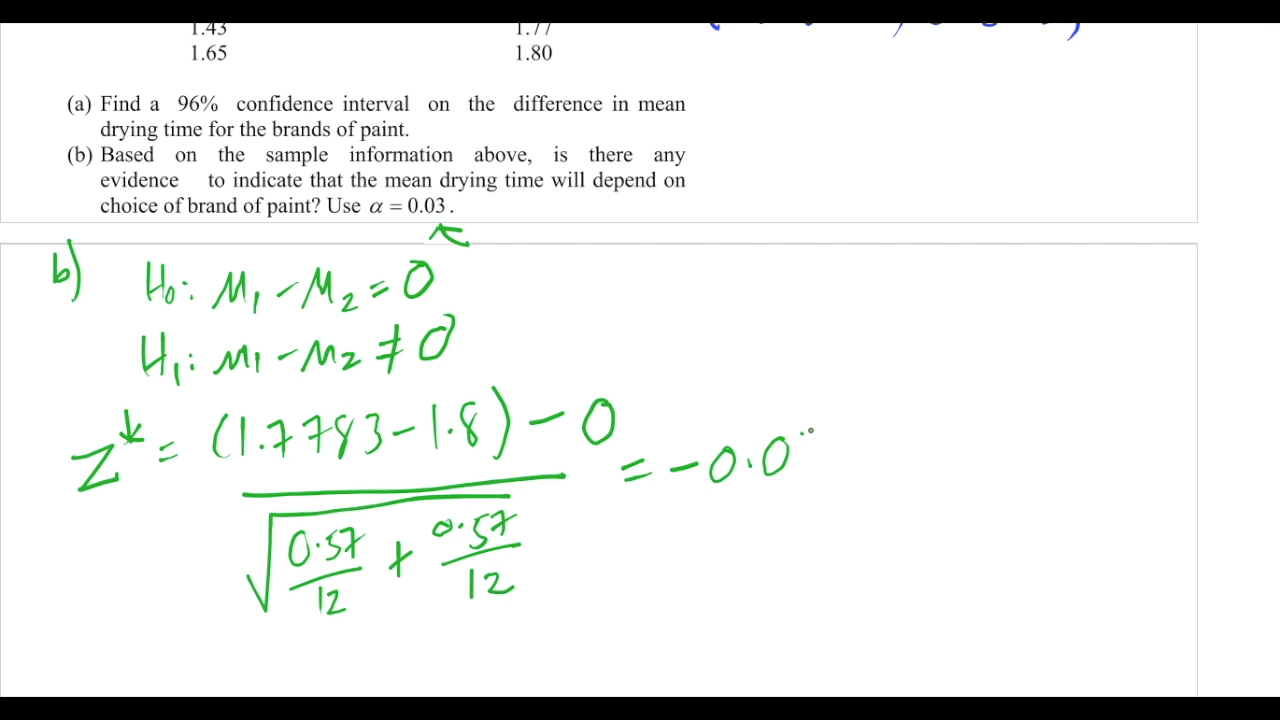 1.43 1.77
1.65 1.80
(a) Find a 96% confidence interval on the difference in mean
drying time for the brands of paint.
(b) Based on the sample information above, is there any
evidence to indicate that the mean drying time will depend on
choice of brand of paint? Use α = 0.03.
b) H₀: M₁ - M₂ = 0
H₁: M₁ - M₂ ≠ 0
Z* = (1.7783 - 1.8) - 0 = -0.0
√ 0.57/12 + 0.57/12